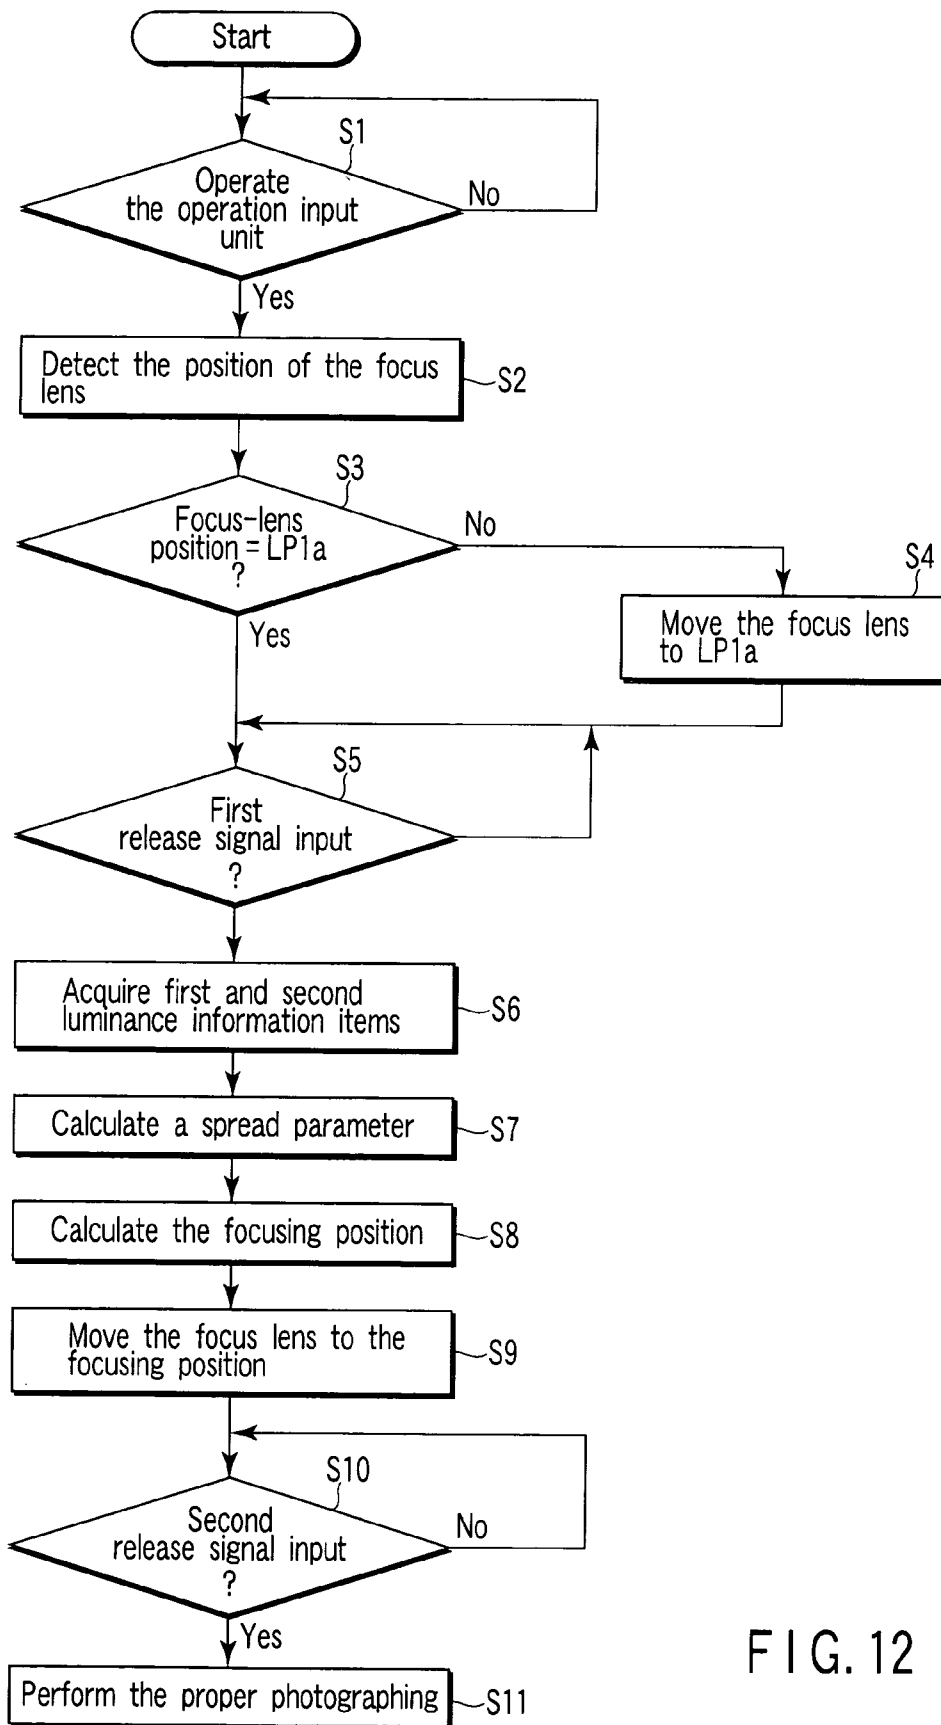 Start
S1
Operate
the operation input
unit
No
Yes
Detect the position of the focus
lens
S2
S3
Focus-lens
position = LP1a
?
No
Yes
S4
Move the focus lens
to LP1a
S5
First
release signal input
?
Acquire first and second
luminance information items
S6
Calculate a spread parameter
S7
Calculate the focusing position
S8
Move the focus lens to the
focusing position
S9
S10
Second
release signal input
?
No
Yes
Perform the proper photographing
S11
FIG. 12